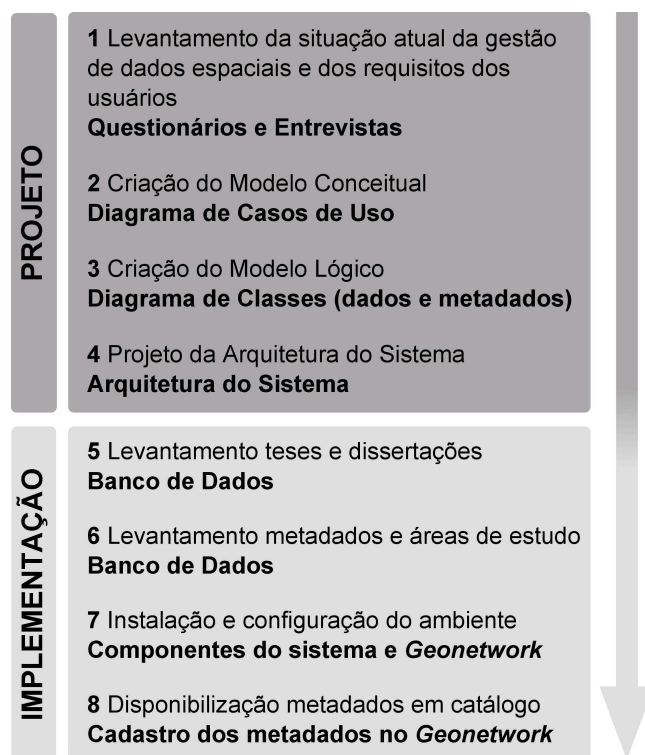 PROJETO
1 Levantamento da situação atual da gestão
de dados espaciais e dos requisitos dos
usuários
Questionários e Entrevistas
2 Criação do Modelo Conceitual
Diagrama de Casos de Uso
3 Criação do Modelo Lógico
Diagrama de Classes (dados e metadados)
4 Projeto da Arquitetura do Sistema
Arquitetura do Sistema
IMPLEMENTAÇÃO
5 Levantamento teses e dissertações
Banco de Dados
6 Levantamento metadados e áreas de estudo
Banco de Dados
7 Instalação e configuração do ambiente
Componentes do sistema e Geonetwork
8 Disponibilização metadados em catálogo
Cadastro dos metadados no Geonetwork